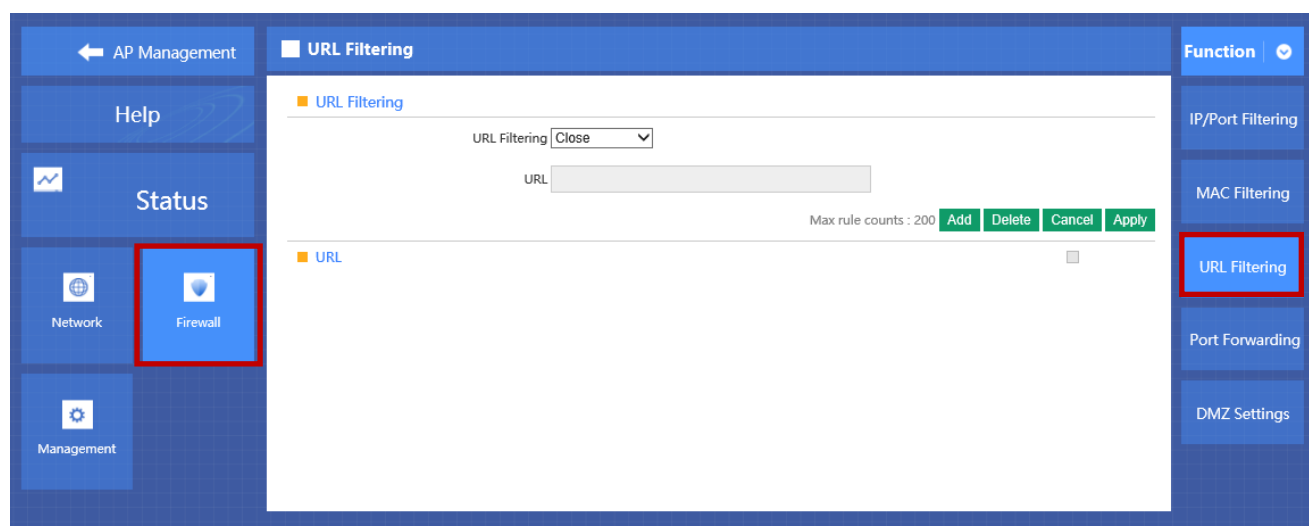 AP Management
Help
Status
Network
Firewall
Management
URL Filtering
URL Filtering
URL Filtering Close
URL
Max rule counts : 200 Add Delete Cancel Apply
URL
Function
IP/Port Filtering
MAC Filtering
URL Filtering
Port Forwarding
DMZ Settings